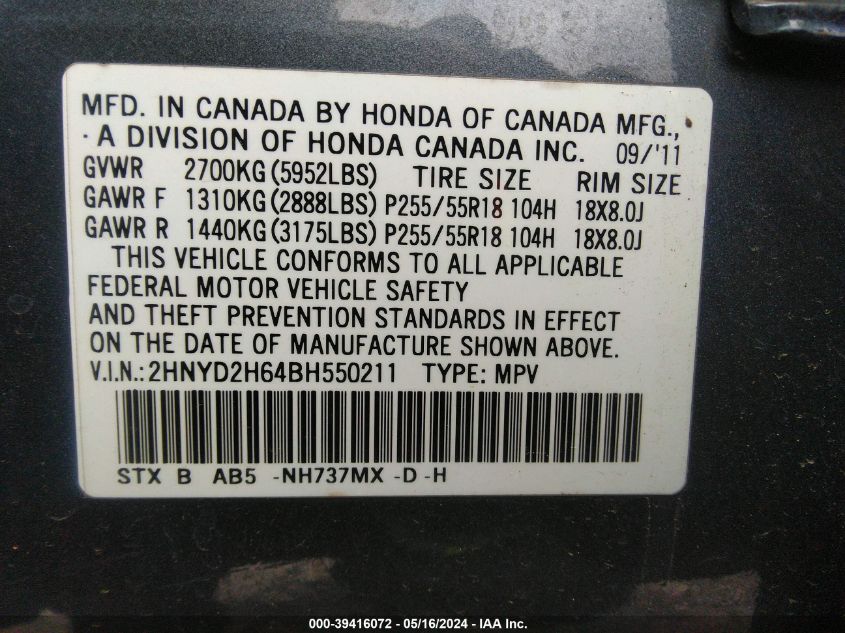 MFD. IN CANADA BY HONDA OF CANADA MFG.,
· A DIVISION OF HONDA CANADA INC. 09/'11
GVWR 2700KG (5952LBS) TIRE SIZE RIM SIZE
GAWR F 1310KG (2888LBS) P255/55R18 104H 18X8.0J
GAWR R 1440KG (3175LBS) P255/55R18 104H 18X8.0J
THIS VEHICLE CONFORMS TO ALL APPLICABLE
FEDERAL MOTOR VEHICLE SAFETY
AND THEFT PREVENTION STANDARDS IN EFFECT
ON THE DATE OF MANUFACTURE SHOWN ABOVE.
V.I.N.: 2HNYD2H64BH550211 TYPE: MPV
STX B AB5 -NH737MX -D -H
000-39416072 - 05/16/2024 - IAA Inc.